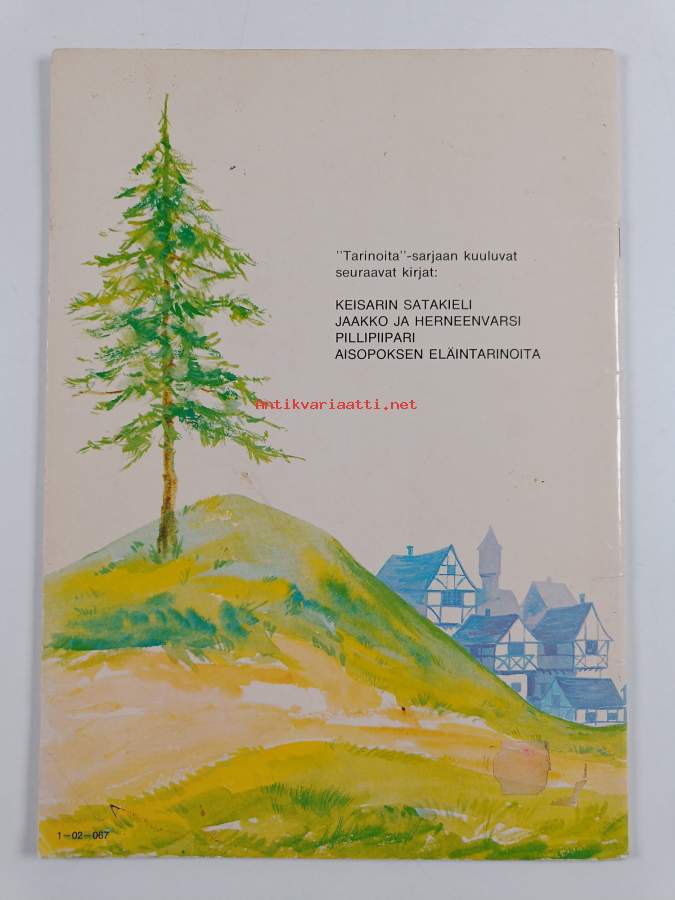 "Tarinoita"-sarjaan kuuluvat
seuraavat kirjat:
KEISARIN SATAKIELI
JAAKKO JA HERNEENVARSI
PILLIPIIPARI
AISOPOKSEN ELÄINTARINOITA
Antikvariaatti.net
1—02—067